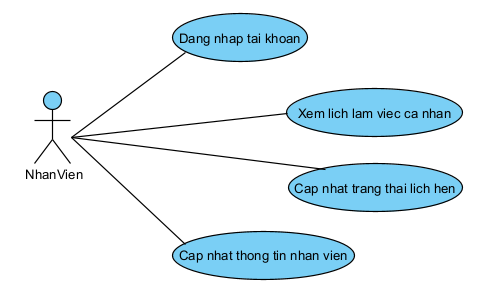 Dang nhap tai khoan
Xem lich lam viec ca nhan
NhanVien
Cap nhat trang thai lich hen
Cap nhat thong tin nhan vien